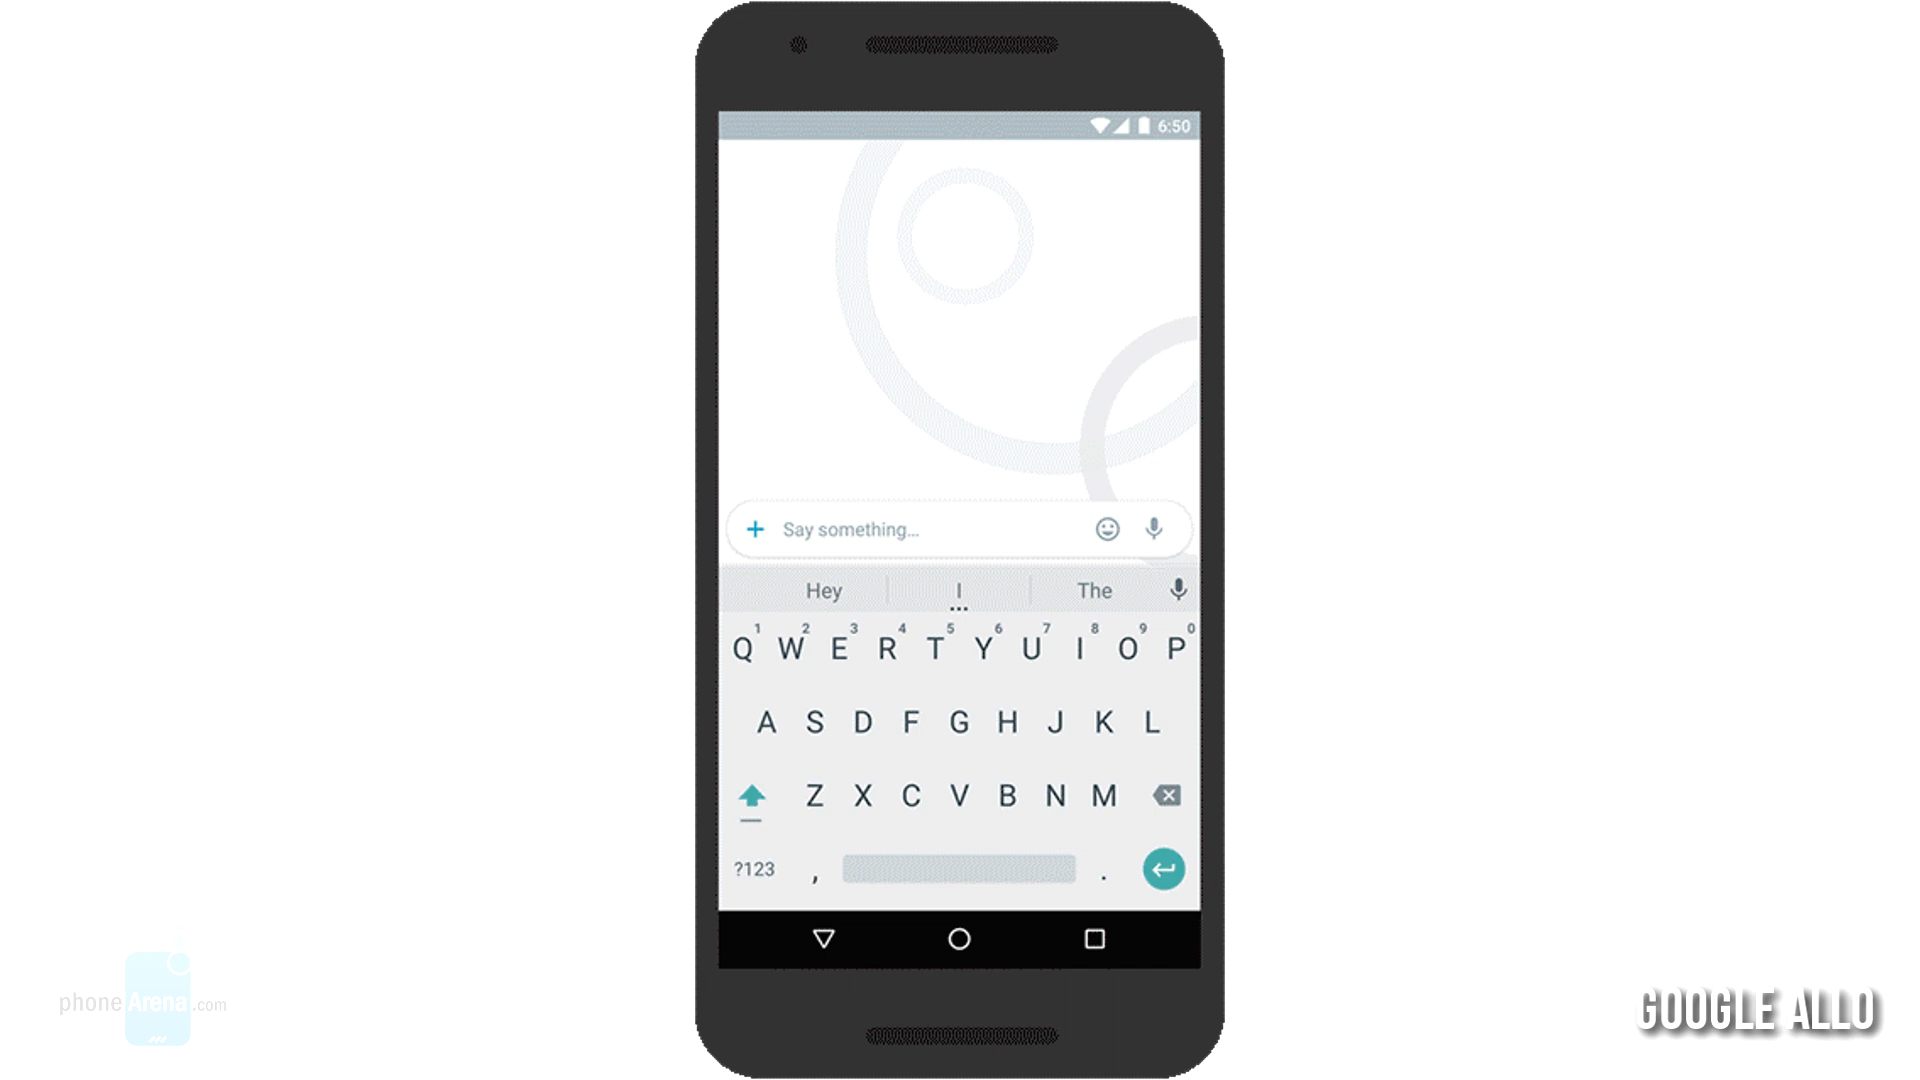 6:50
Say something...
Hey I The
1 2 3 4 5 6 7 8 9 0
Q W E R T Y U I O P
A S D F G H J K L
Z X C V B N M
?123 , .
phoneArena.com
GOOGLE ALLO